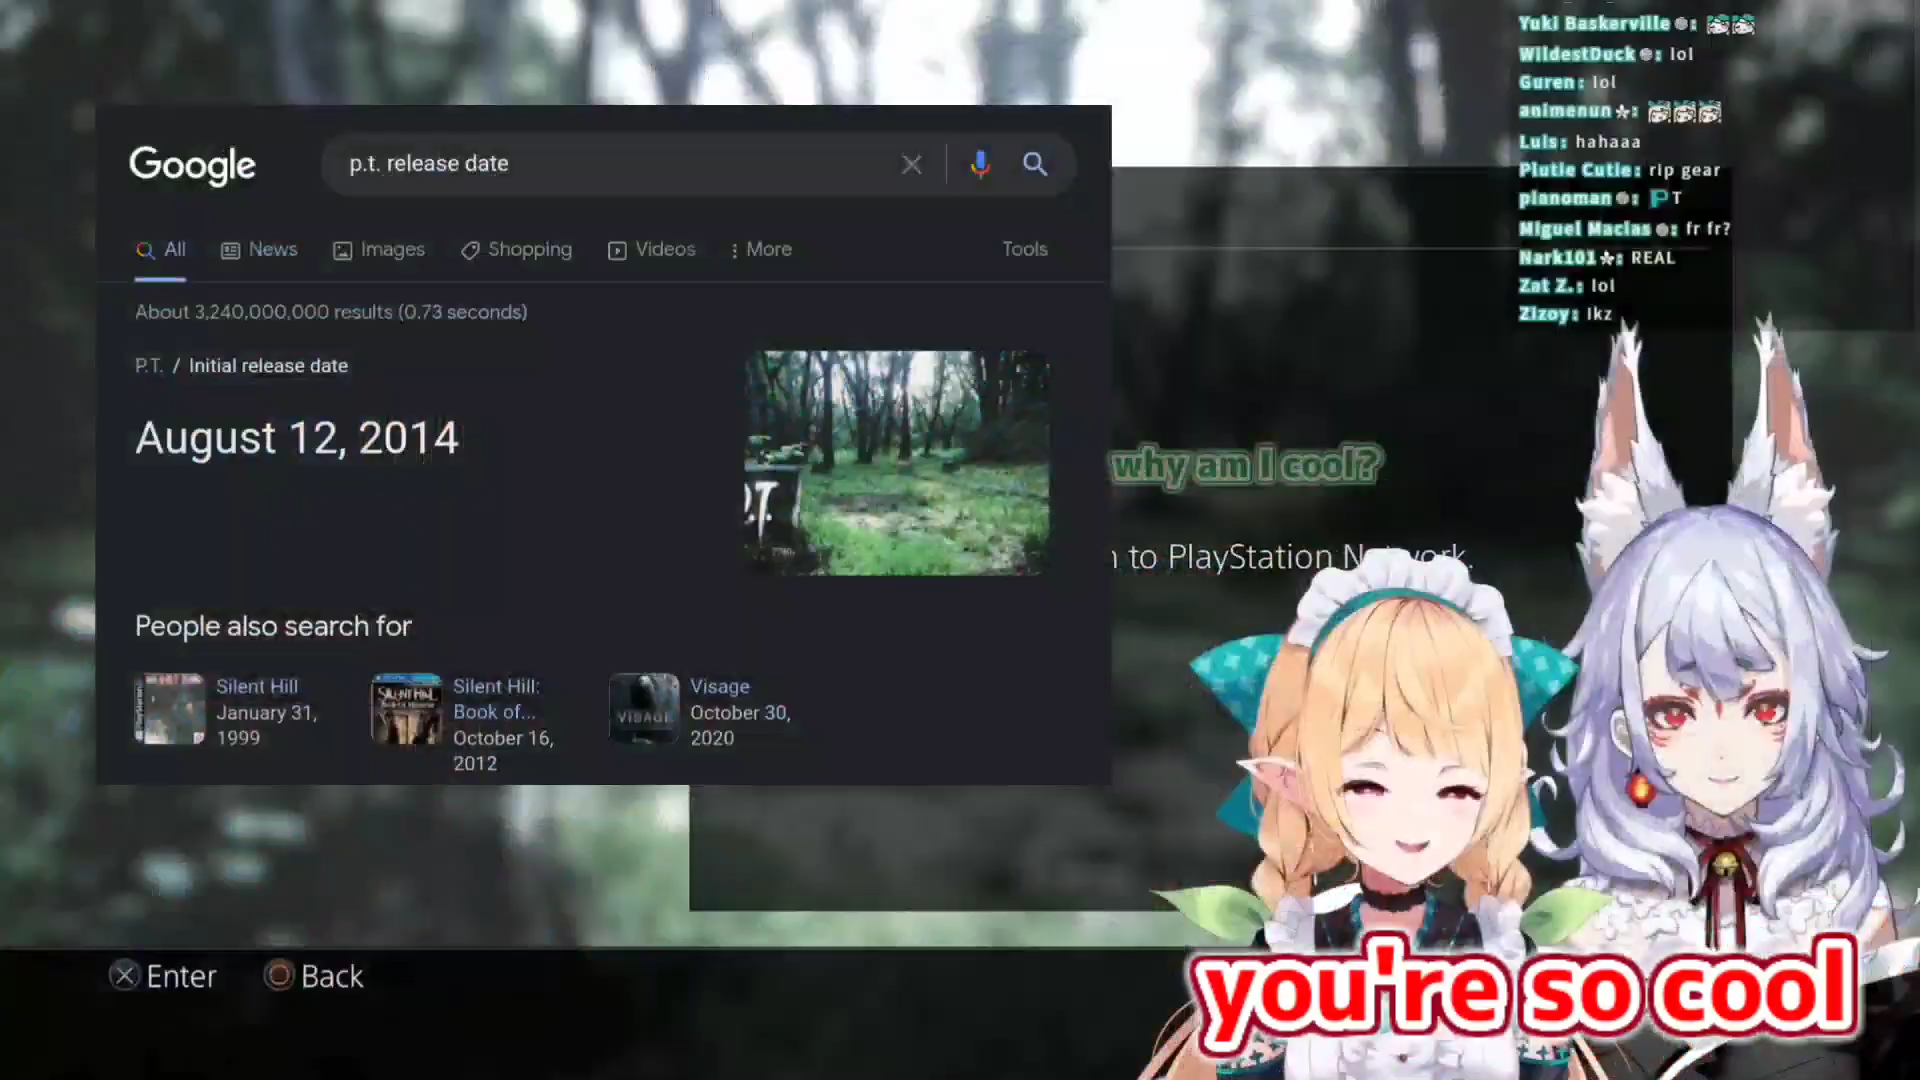 Google
p.t. release date
All News Images Shopping Videos More Tools
About 3,240,000,000 results (0.73 seconds)
P.T. / Initial release date
August 12, 2014
People also search for
Silent Hill
January 31,
1999
Silent Hill:
Book of...
October 16,
2012
Visage
October 30,
2020
VISAGE
SILENT HILL
why am I cool?
to PlayStation Network.
Enter
Back
Yuki Baskerville:
WildestDuck: lol
Guren: lol
animenun:
Luis: hahaaa
Plutie Cutie: rip gear
pianoman: PT
Miguel Macias: fr fr?
Nark101: REAL
Zat Z.: lol
Zizoy: lkz
you're so cool